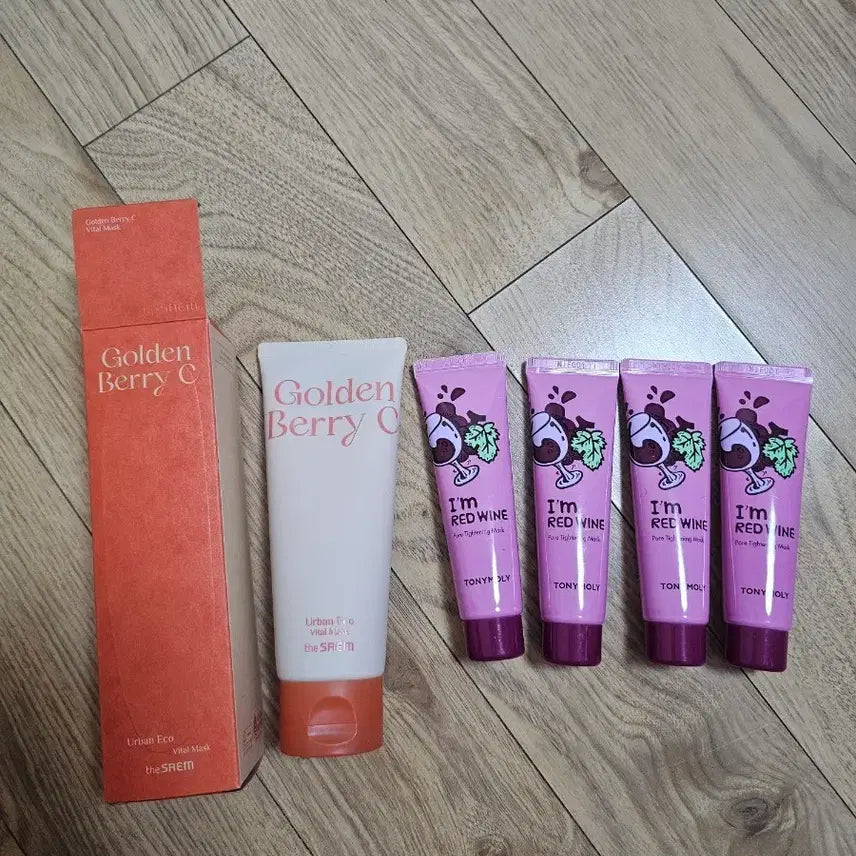 Golden Berry C
Vital Mask
the SAEM
Golden
Berry C
Urban Eco
Vital Mask
the SAEM
Golden
Berry C
Urban Eco
Vital Mask
the SAEM
I'm
RED WINE
Pore Tightening Mask
TONYMOLY
I'm
RED WINE
Pore Tightening Mask
TONYMOLY
I'm
RED WINE
Pore Tightening Mask
TONYMOLY
I'm
RED WINE
Pore Tightening Mask
TONYMOLY